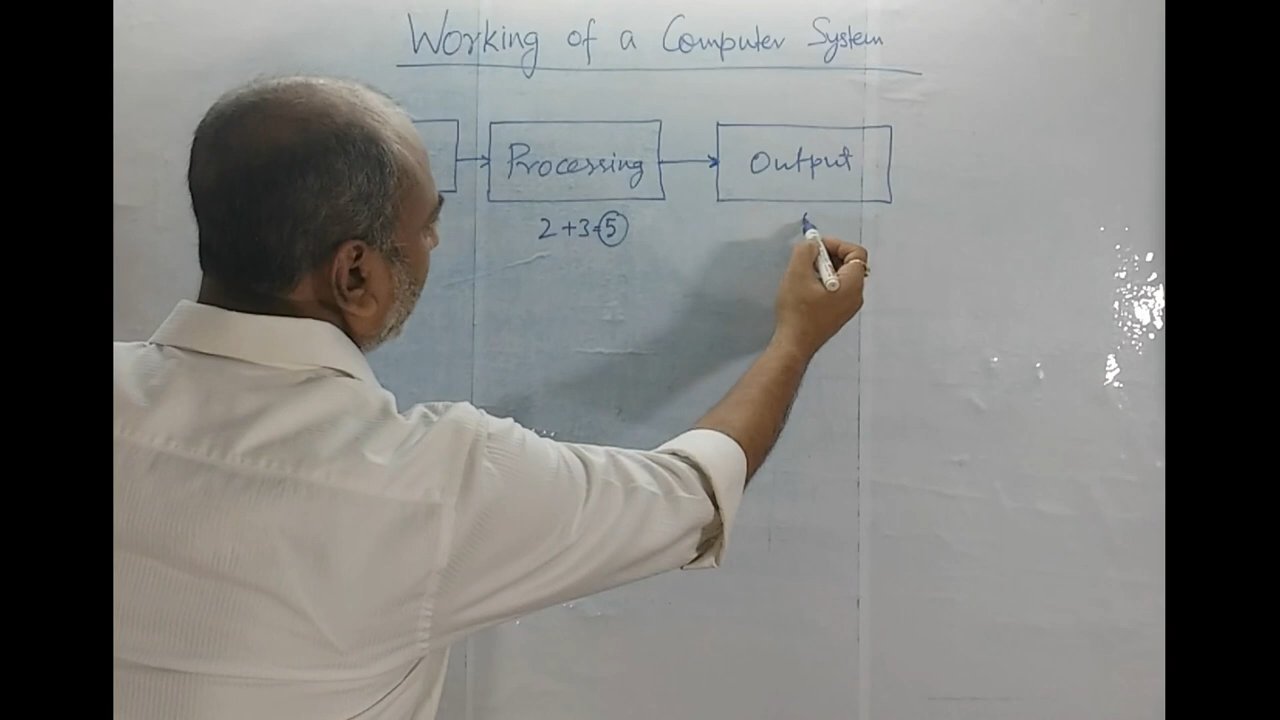 Working of a Computer System
Processing
Output
2+3=5